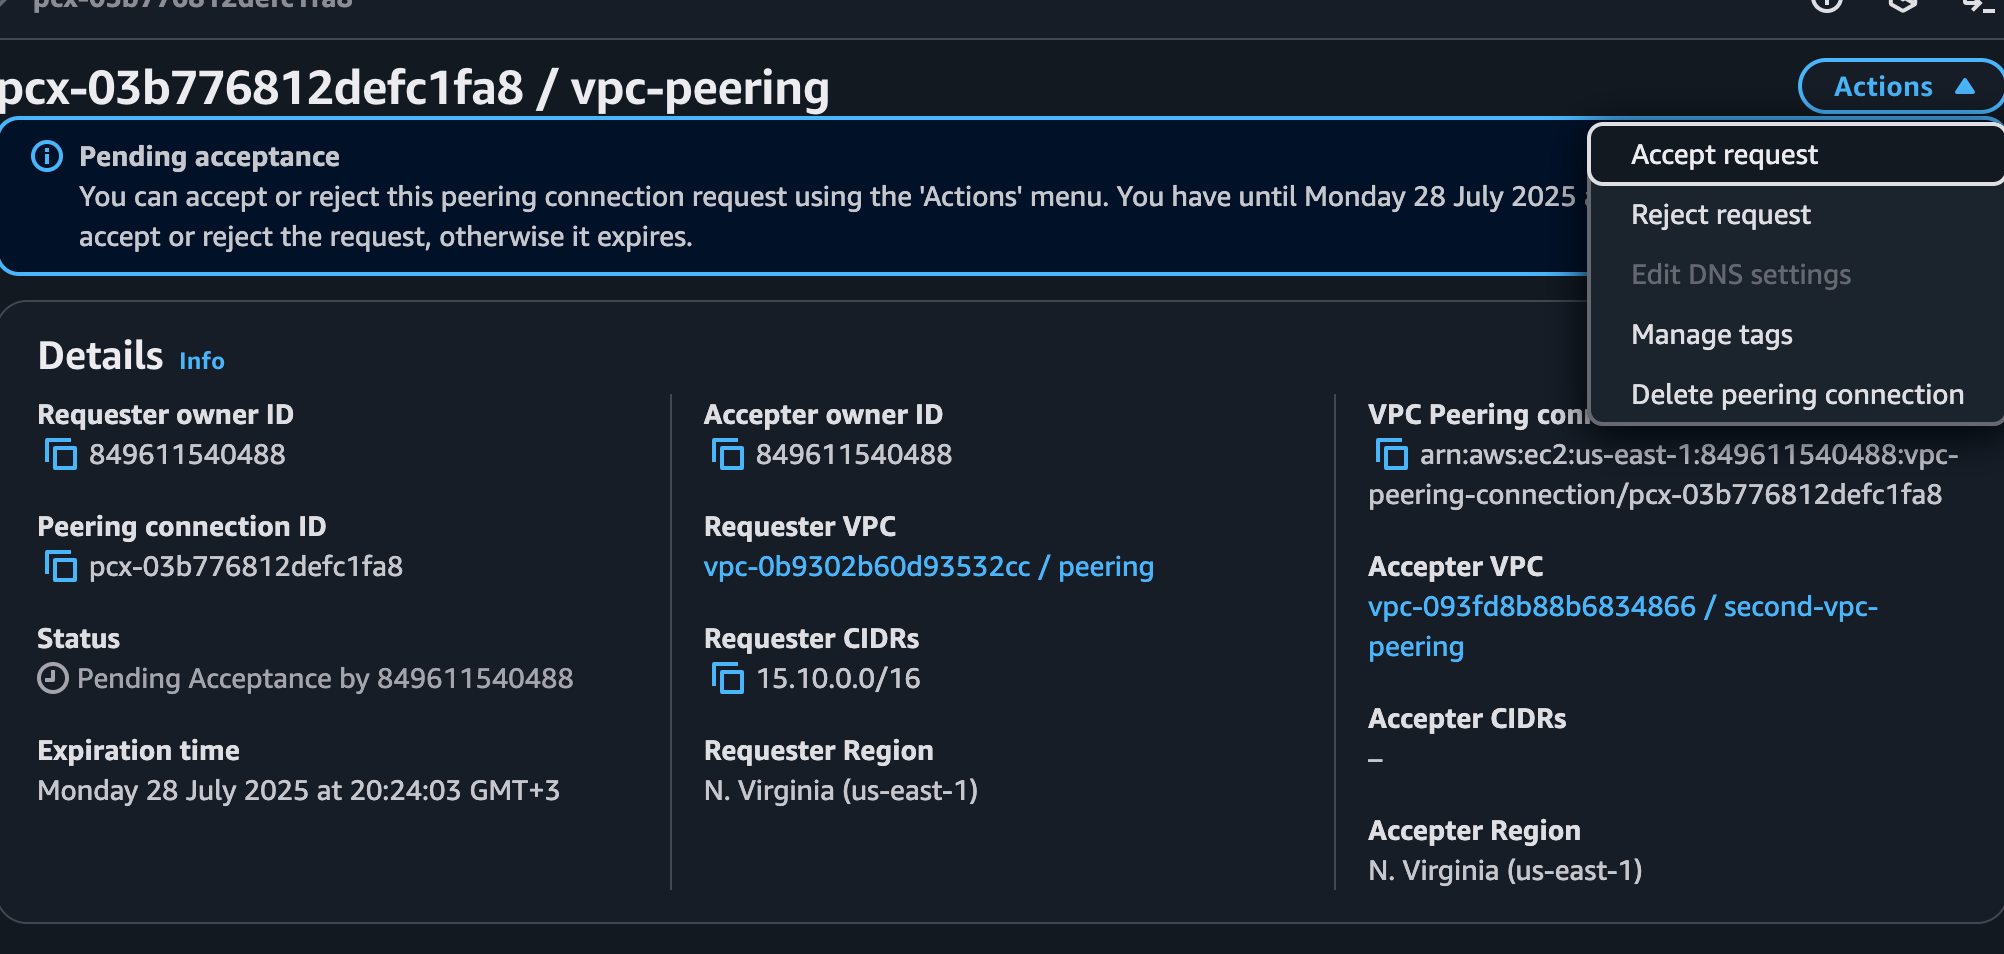 pcx-03b776812defc1fa8
pcx-03b776812defc1fa8 / vpc-peering
Actions
Pending acceptance
You can accept or reject this peering connection request using the 'Actions' menu. You have until Monday 28 July 2025
accept or reject the request, otherwise it expires.
Accept request
Reject request
Edit DNS settings
Manage tags
Delete peering connection
Details Info
Requester owner ID
849611540488
Peering connection ID
pcx-03b776812defc1fa8
Status
Pending Acceptance by 849611540488
Expiration time
Monday 28 July 2025 at 20:24:03 GMT+3
Accepter owner ID
849611540488
Requester VPC
vpc-0b9302b60d93532cc / peering
Requester CIDRs
15.10.0.0/16
Requester Region
N. Virginia (us-east-1)
VPC Peering
arn:aws:ec2:us-east-1:849611540488:vpc-
peering-connection/pcx-03b776812defc1fa8
Accepter VPC
vpc-093fd8b88b6834866 / second-vpc-
peering
Accepter CIDRs
–
Accepter Region
N. Virginia (us-east-1)